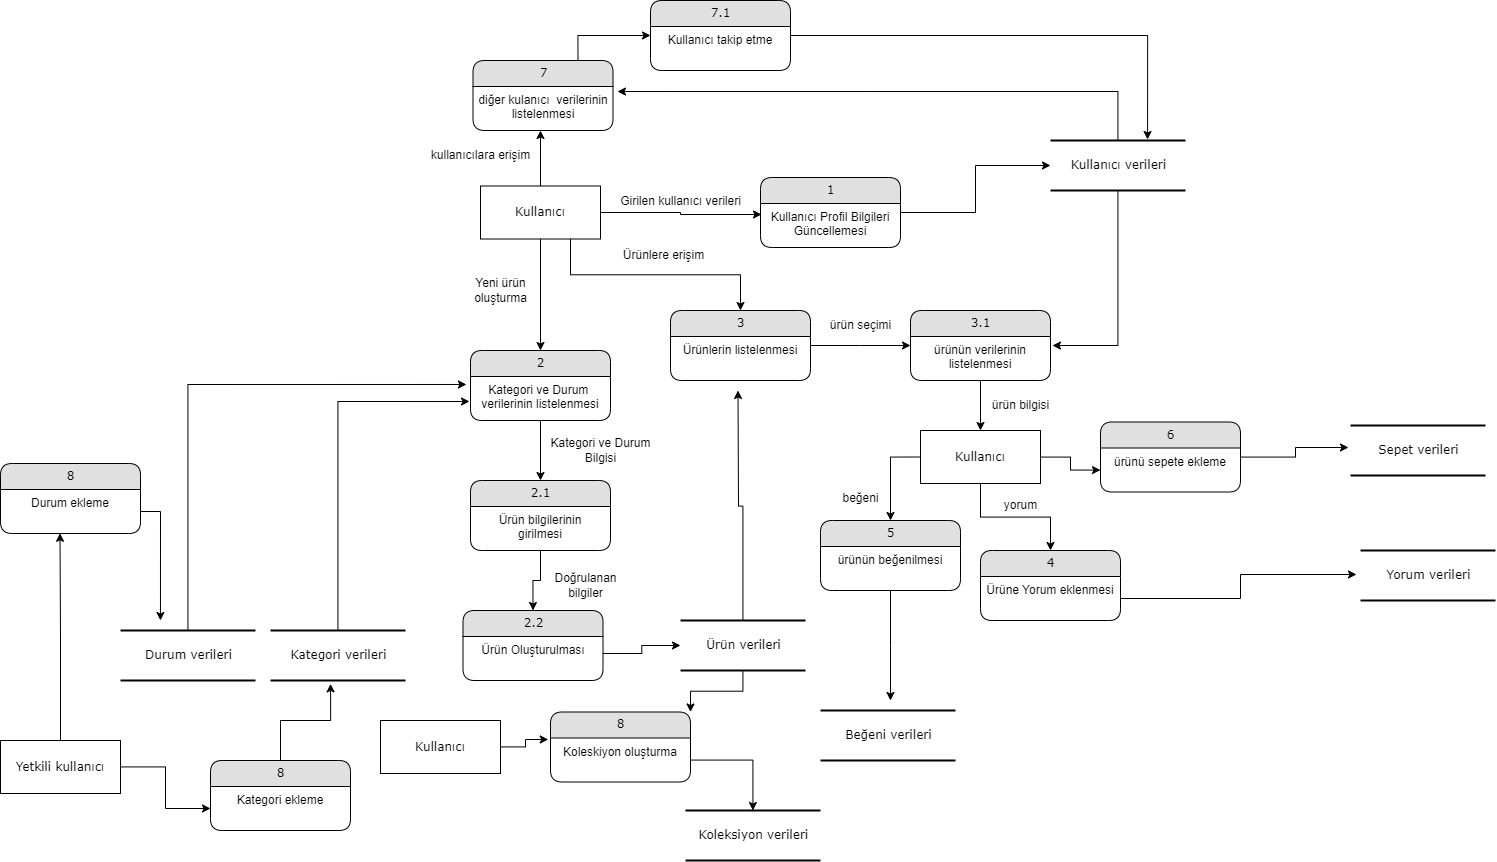 7.1
Kullanıcı takip etme
7
diğer kulanıcı verilerinin
listelenmesi
kullanıcılara erişim
Kullanıcı verileri
1
Kullanıcı Profil Bilgileri
Güncellemesi
Girilen kullanıcı verileri
Kullanıcı
Ürünlere erişim
Yeni ürün
oluşturma
3
Ürünlerin listelenmesi
ürün seçimi
3.1
ürünün verilerinin
listelenmesi
2
Kategori ve Durum
verilerinin listelenmesi
ürün bilgisi
Kategori ve Durum
Bilgisi
Kullanıcı
6
ürünü sepete ekleme
Sepet verileri
8
Durum ekleme
2.1
Ürün bilgilerinin
girilmesi
beğeni
yorum
5
ürünün beğenilmesi
4
Ürüne Yorum eklenmesi
Yorum verileri
Doğrulanan
bilgiler
2.2
Ürün Oluşturulması
Durum verileri
Kategori verileri
Ürün verileri
Kullanıcı
8
Koleskiyon oluşturma
Beğeni verileri
Yetkili kullanıcı
8
Kategori ekleme
Koleksiyon verileri